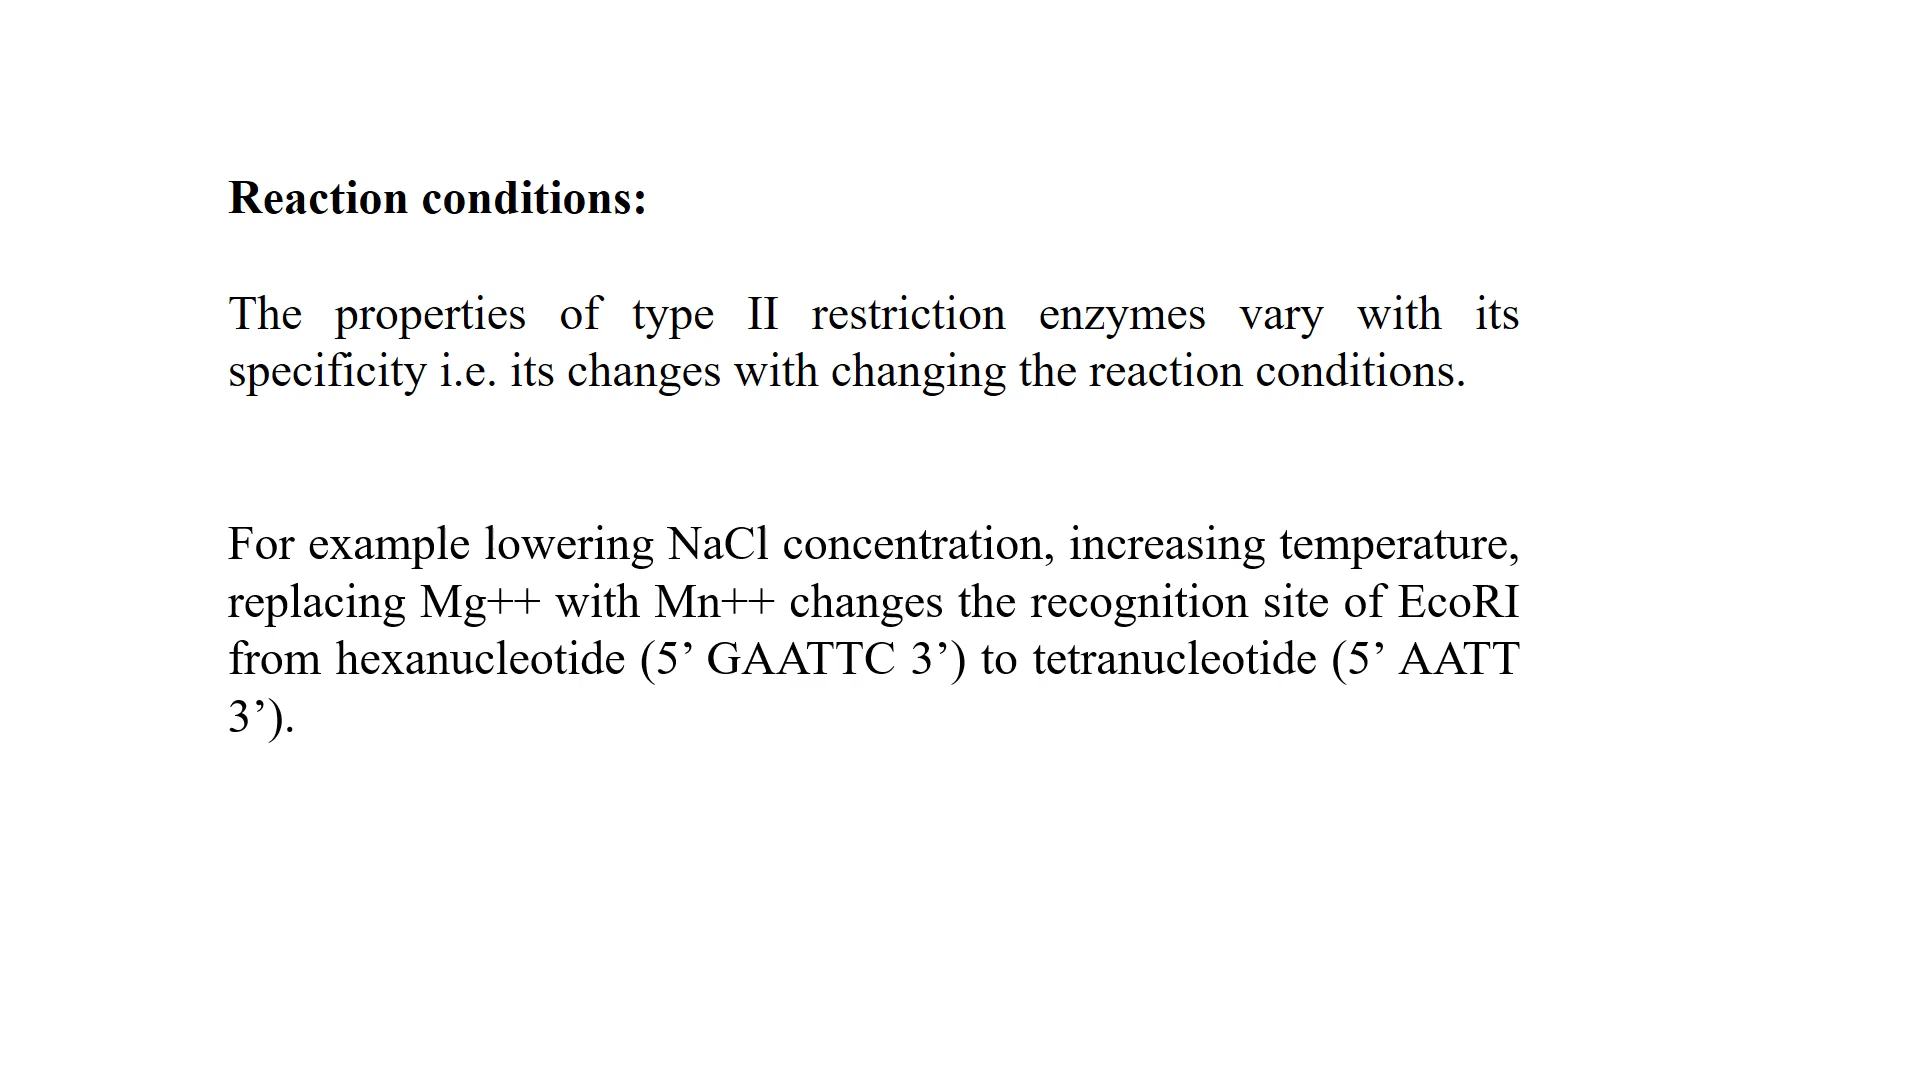 Reaction conditions:
The properties of type II restriction enzymes vary with its
specificity i.e. its changes with changing the reaction conditions.
For example lowering NaCl concentration, increasing temperature,
replacing Mg++ with Mn++ changes the recognition site of EcoRI
from hexanucleotide (5’ GAATTC 3’) to tetranucleotide (5’ AATT
3’).